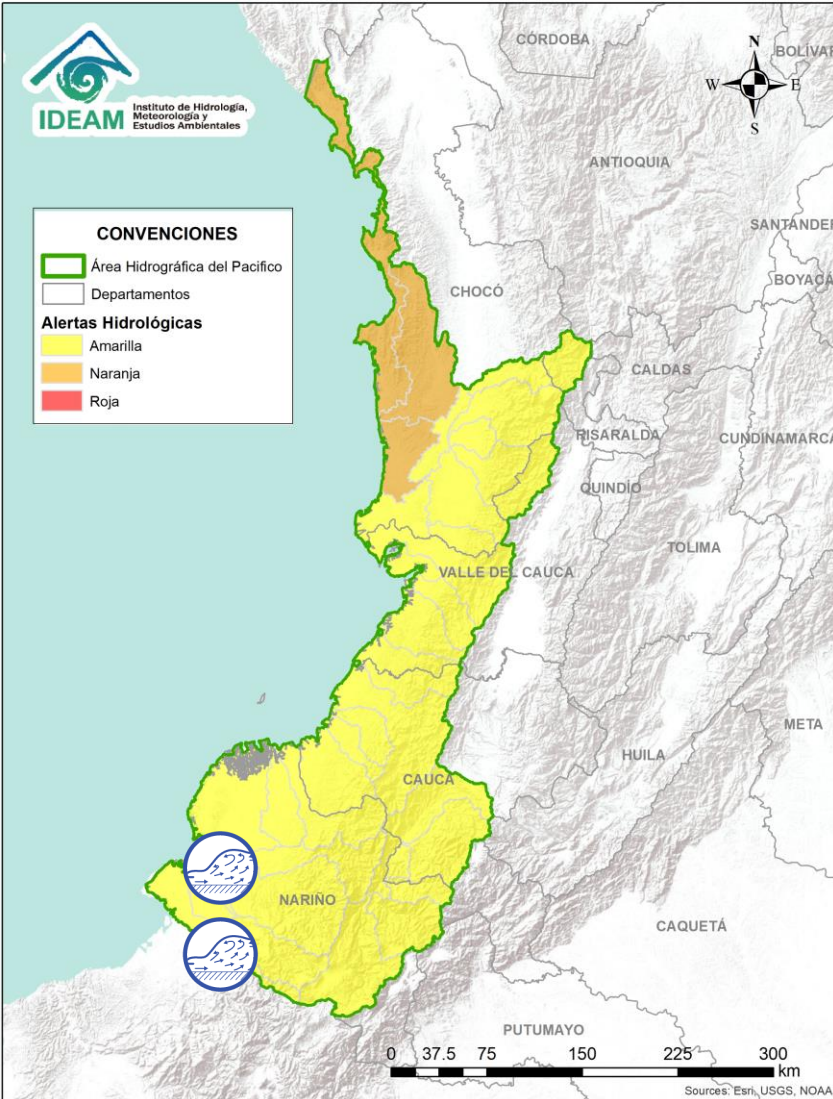 IDEAM
Instituto de Hidrología,
Meteorología y
Estudios Ambientales
N
W
E
S
CÓRDOBA
BOLÍVAR
ANTIOQUIA
SANTANDER
BOYACÁ
CONVENCIONES
Área Hidrográfica del Pacifico
Departamentos
Alertas Hidrológicas
Amarilla
Naranja
Roja
CHOCÓ
CALDAS
RISARALDA
CUNDINAMARCA
QUINDÍO
TOLIMA
VALLE DEL CAUCA
META
HUILA
CAUCA
NARIÑO
CAQUETÁ
PUTUMAYO
0 37.5 75 150 225 300
km
Sources: Esri, USGS, NOAA